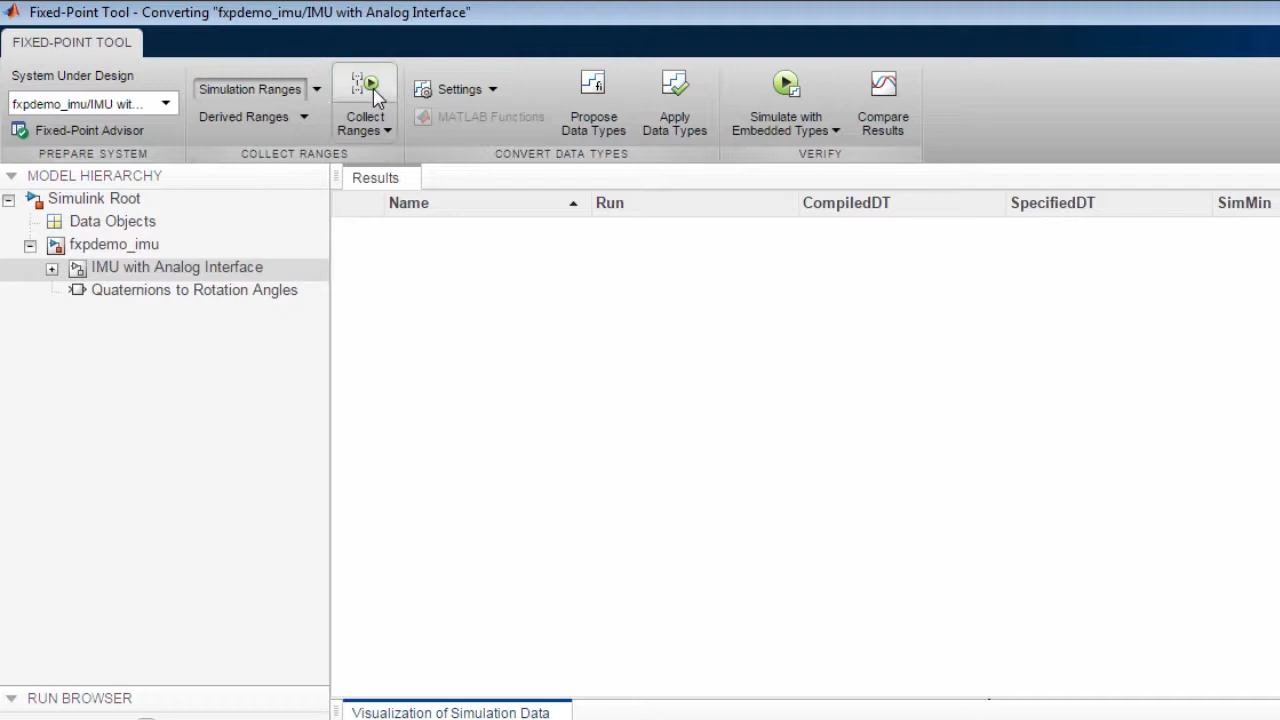 Fixed-Point Tool - Converting "fxpdemo_imu/IMU with Analog Interface"
FIXED-POINT TOOL
System Under Design
fxpdemo_imu/IMU wit...
Fixed-Point Advisor
PREPARE SYSTEM
Simulation Ranges
Derived Ranges
Collect
Ranges
COLLECT RANGES
Settings
MATLAB Functions
Propose
Data Types
Apply
Data Types
CONVERT DATA TYPES
Simulate with
Embedded Types
Compare
Results
VERIFY
MODEL HIERARCHY
Simulink Root
Data Objects
fxpdemo_imu
IMU with Analog Interface
Quaternions to Rotation Angles
RUN BROWSER
Results
Name Run CompiledDT SpecifiedDT SimMin
Visualization of Simulation Data